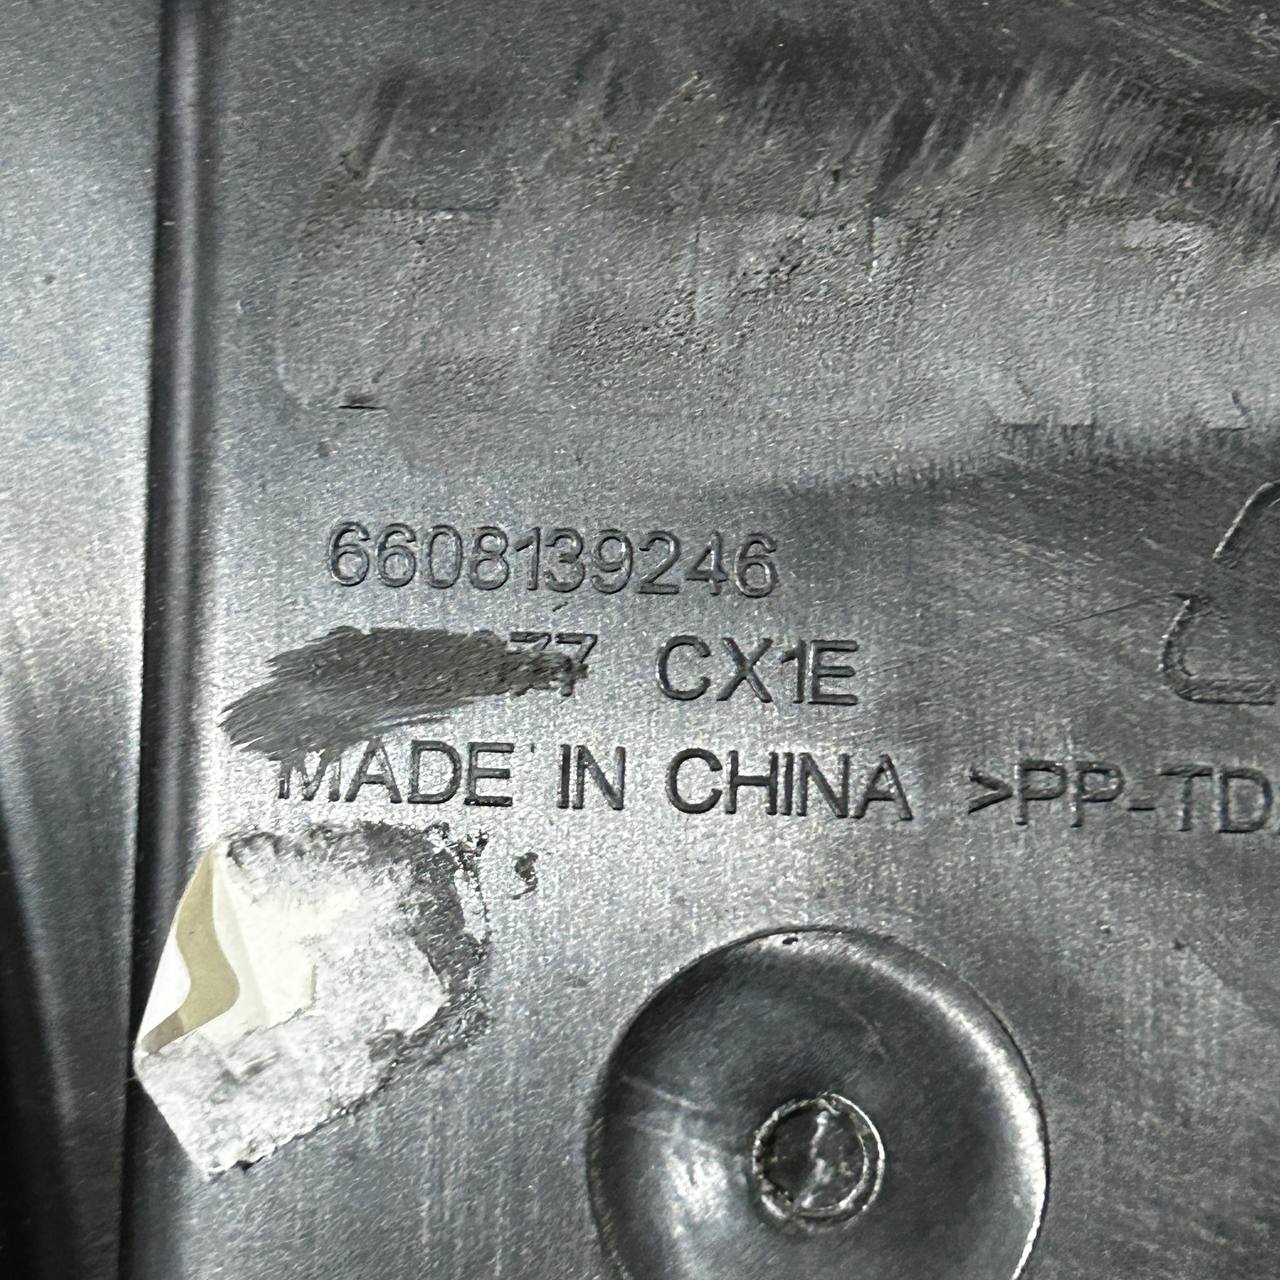 6608139246
77 CX1E
MADE IN CHINA >PP-TD